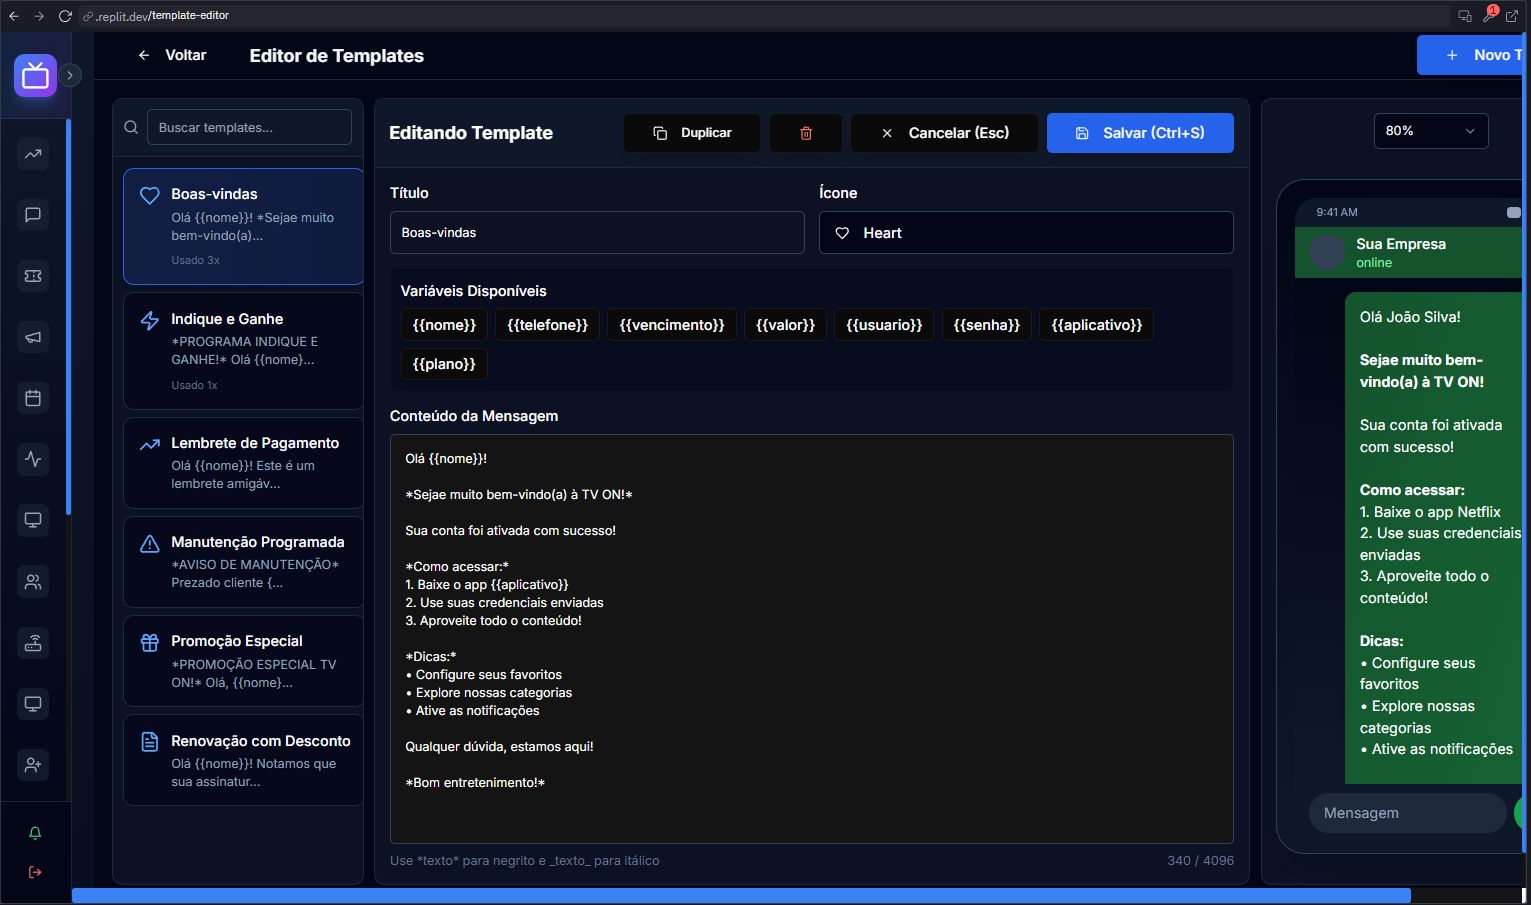 .replit.dev/template-editor
1
Voltar
Editor de Templates
+ Novo T
Buscar templates...
Boas-vindas
Olá {{nome}}! *Sejae muito
bem-vindo(a)...
Usado 3x
Indique e Ganhe
*PROGRAMA INDIQUE E
GANHE!* Olá {{nome}...
Usado 1x
Lembrete de Pagamento
Olá {{nome}}! Este é um
lembrete amigáv...
Manutenção Programada
*AVISO DE MANUTENÇÃO*
Prezado cliente {...
Promoção Especial
*PROMOÇÃO ESPECIAL TV
ON!* Olá, {{nome}...
Renovação com Desconto
Olá {{nome}}! Notamos que
sua assinatur...
Editando Template
Duplicar
Cancelar (Esc)
Salvar (Ctrl+S)
Título
Ícone
Boas-vindas
Heart
Variáveis Disponíveis
{{nome}} {{telefone}} {{vencimento}} {{valor}} {{usuario}} {{senha}} {{aplicativo}}
{{plano}}
Conteúdo da Mensagem
Olá {{nome}}!
*Sejae muito bem-vindo(a) à TV ON!*
Sua conta foi ativada com sucesso!
*Como acessar:*
1. Baixe o app {{aplicativo}}
2. Use suas credenciais enviadas
3. Aproveite todo o conteúdo!
*Dicas:*
• Configure seus favoritos
• Explore nossas categorias
• Ative as notificações
Qualquer dúvida, estamos aqui!
*Bom entretenimento!*
Use *texto* para negrito e _texto_ para itálico
340 / 4096
80%
9:41 AM
Sua Empresa
online
Olá João Silva!
Sejae muito bem-
vindo(a) à TV ON!
Sua conta foi ativada
com sucesso!
Como acessar:
1. Baixe o app Netflix
2. Use suas credenciais
enviadas
3. Aproveite todo o
conteúdo!
Dicas:
• Configure seus
favoritos
• Explore nossas
categorias
• Ative as notificações
Mensagem